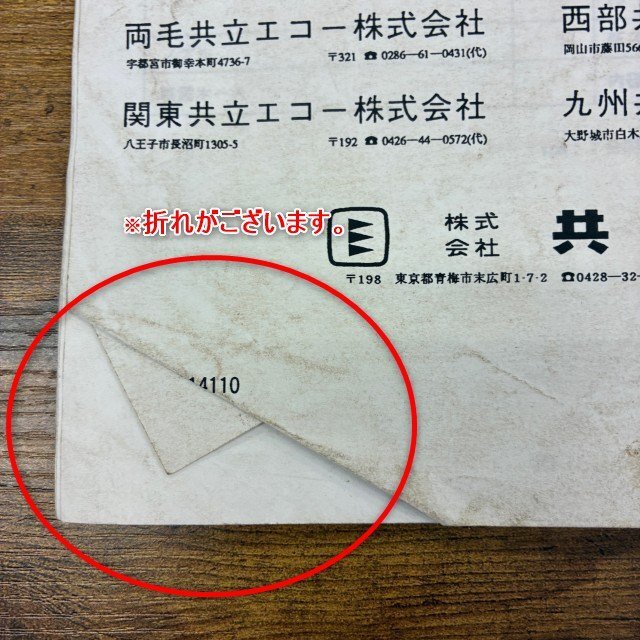 両毛共立エコー株式会社
宇都宮市御幸本町4736-7 〒321 ☎ 0286-61-0431(代)
関東共立エコー株式会社
八王子市長沼町1305-5 〒192 ☎ 0426-44-0572(代)
西部
岡山市藤田56
九州
大野城市白木
※折れがございます。
株式会社 共
〒198 東京都青梅市末広町1-7-2 ☎0428-32-
14110